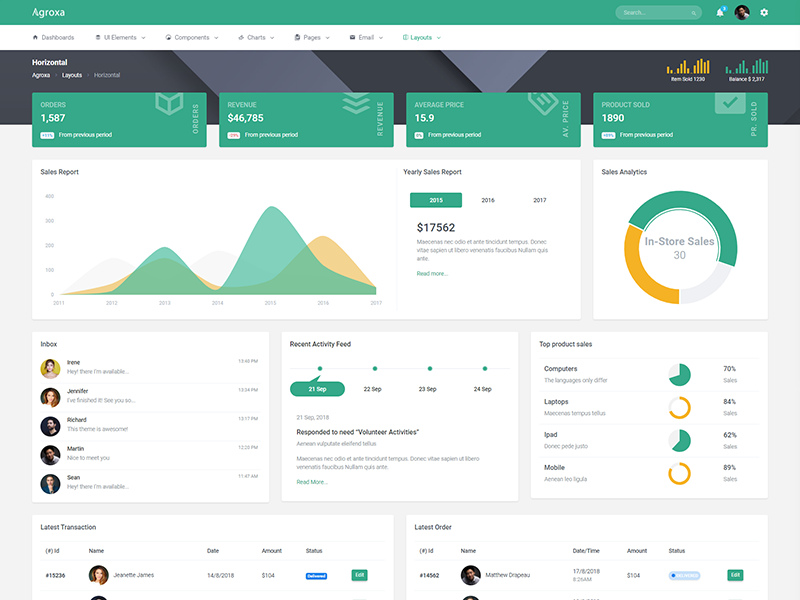 Agroxa
Search...
Dashboards
UI Elements
Components
Charts
Pages
Email
Layouts
Horizontal
Agroxa
Layouts
Horizontal
Item Sold 1230
Balance $ 2,317
ORDERS
1,587
From previous period
ORDERS
REVENUE
$46,785
From previous period
REVENUE
AVERAGE PRICE
15.9
From previous period
AV. PRICE
PRODUCT SOLD
1890
From previous period
PR. SOLD
Sales Report
400
300
200
100
0
2011
2012
2013
2014
2015
2016
2017
Yearly Sales Report
2015
2016
2017
$17562
Maecenas nec odio et ante tincidunt tempus. Donec
vitae sapien ut libero venenatis faucibus Nullam quis
ante.
Read more...
Sales Analytics
In-Store Sales
30
Inbox
Irene
13:40 PM
Hey! there I'm available...
Jennifer
13:34 PM
I've finished it! See you so...
Richard
13:17 PM
This theme is awesome!
Martin
12:20 PM
Nice to meet you
Sean
11:47 AM
Hey! there I'm available...
Recent Activity Feed
21 Sep
22 Sep
23 Sep
24 Sep
21 Sep, 2018
Responded to need “Volunteer Activities”
Aenean vulputate eleifend tellus
Maecenas nec odio et ante tincidunt tempus. Donec vitae sapien ut libero
venenatis faucibus Nullam quis ante.
Read More...
Top product sales
Computers
The languages only differ
70%
Sales
Laptops
Maecenas tempus tellus
84%
Sales
Ipad
Donec pede justo
62%
Sales
Mobile
Aenean leo ligula
89%
Sales
Latest Transaction
(#) Id
Name
Date
Amount
Status
#15236
Jeanette James
14/8/2018
$104
Delivered
Edit
Latest Order
(#) Id
Name
Date/Time
Amount
Status
#14562
Matthew Drapeau
17/8/2018
8:26AM
$104
Edit